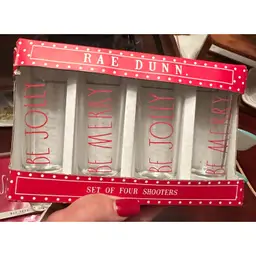 RAE DUNN.
BE JOLLY
BE MERRY
BE JOLLY
BE MERRY
SET OF FOUR SHOOTERS